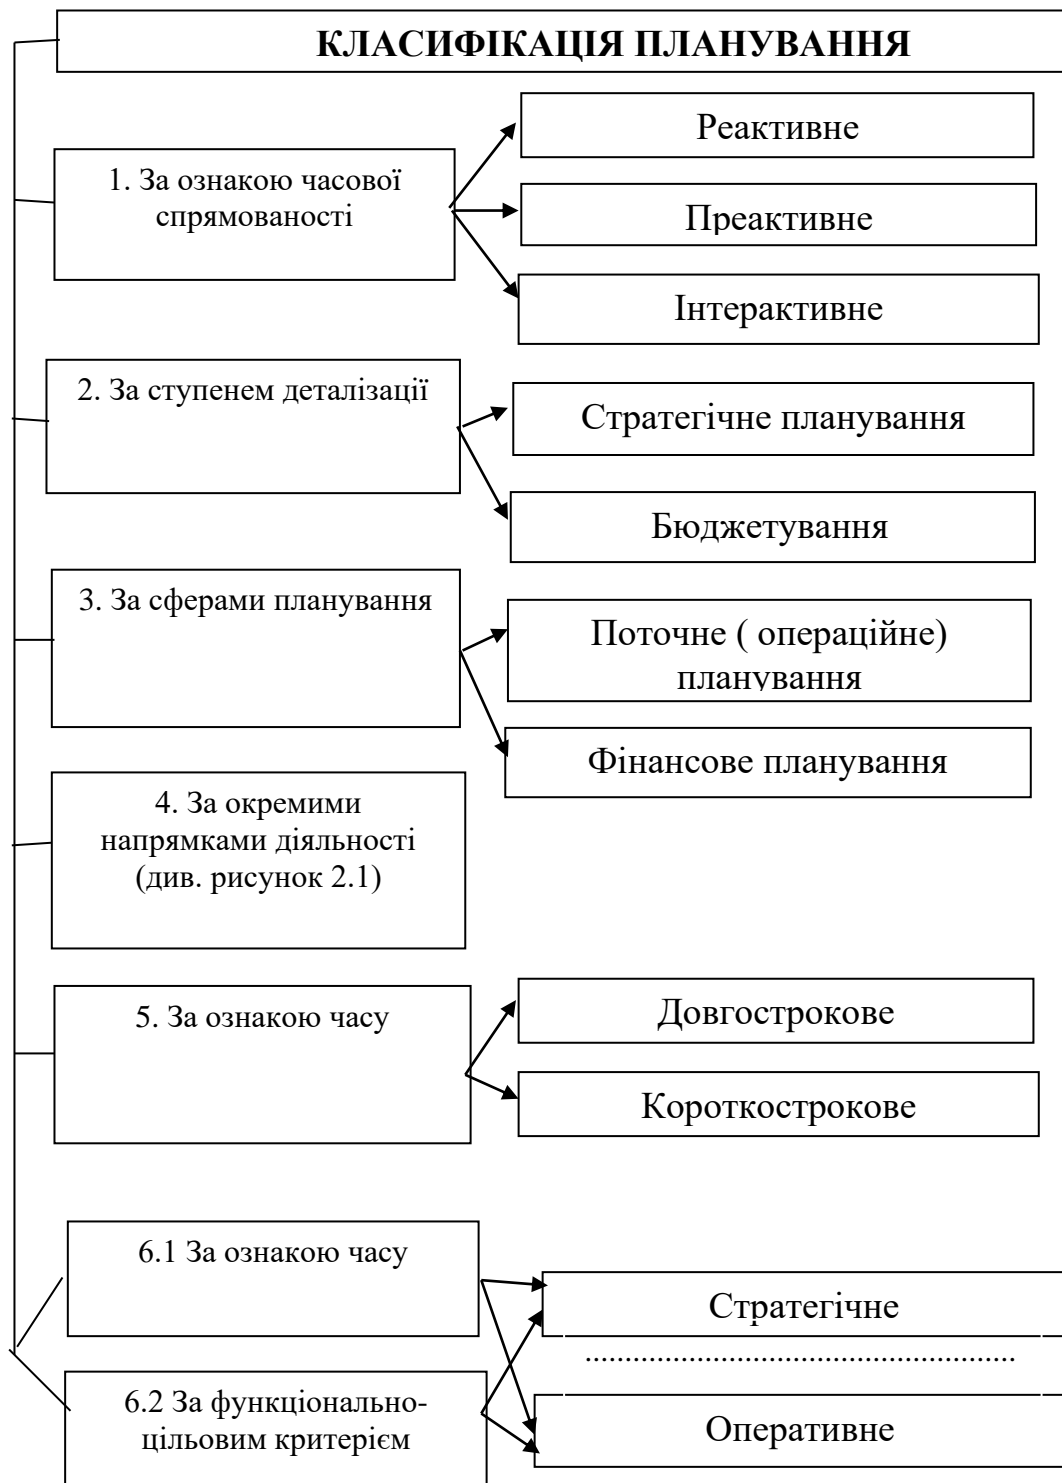 КЛАСИФІКАЦІЯ ПЛАНУВАННЯ
1. За ознакою часової
спрямованості
Реактивне
Преактивне
Інтерактивне
2. За ступенем деталізації
Стратегічне планування
Бюджетування
3. За сферами планування
Поточне ( операційне)
планування
Фінансове планування
4. За окремими
напрямками діяльності
(див. рисунок 2.1)
5. За ознакою часу
Довгострокове
Короткострокове
6.1 За ознакою часу
6.2 За функціонально-
цільовим критерієм
Стратегічне
Оперативне